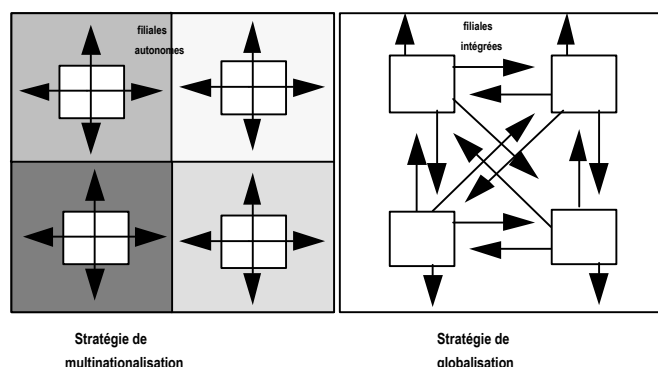 filiales
autonomes
filiales
intégrées
Stratégie de
multinationalisation
Stratégie de
globalisation